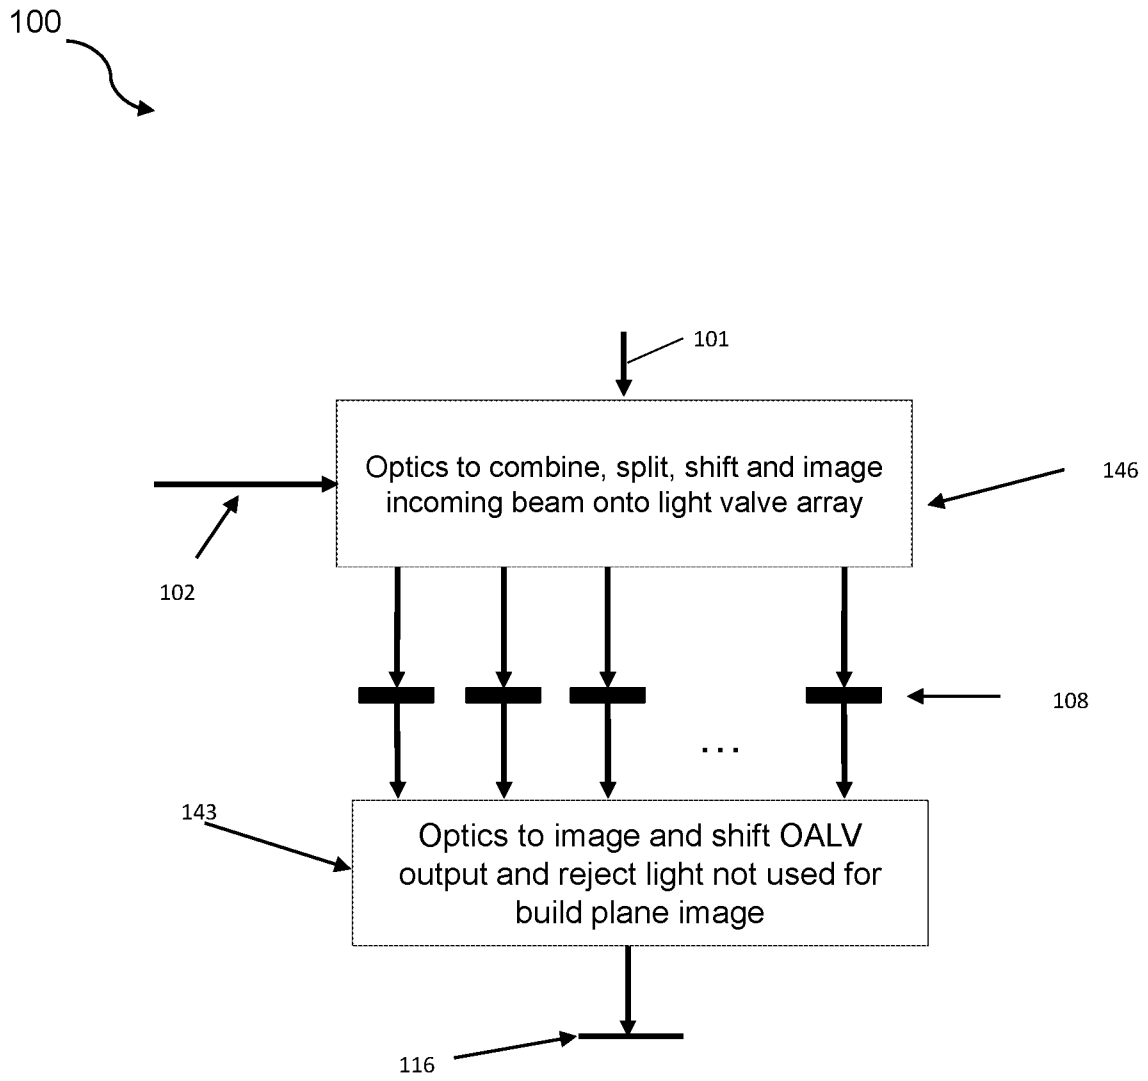 100
101
Optics to combine, split, shift and image
incoming beam onto light valve array
146
102
108
...
143
Optics to image and shift OALV
output and reject light not used for
build plane image
116